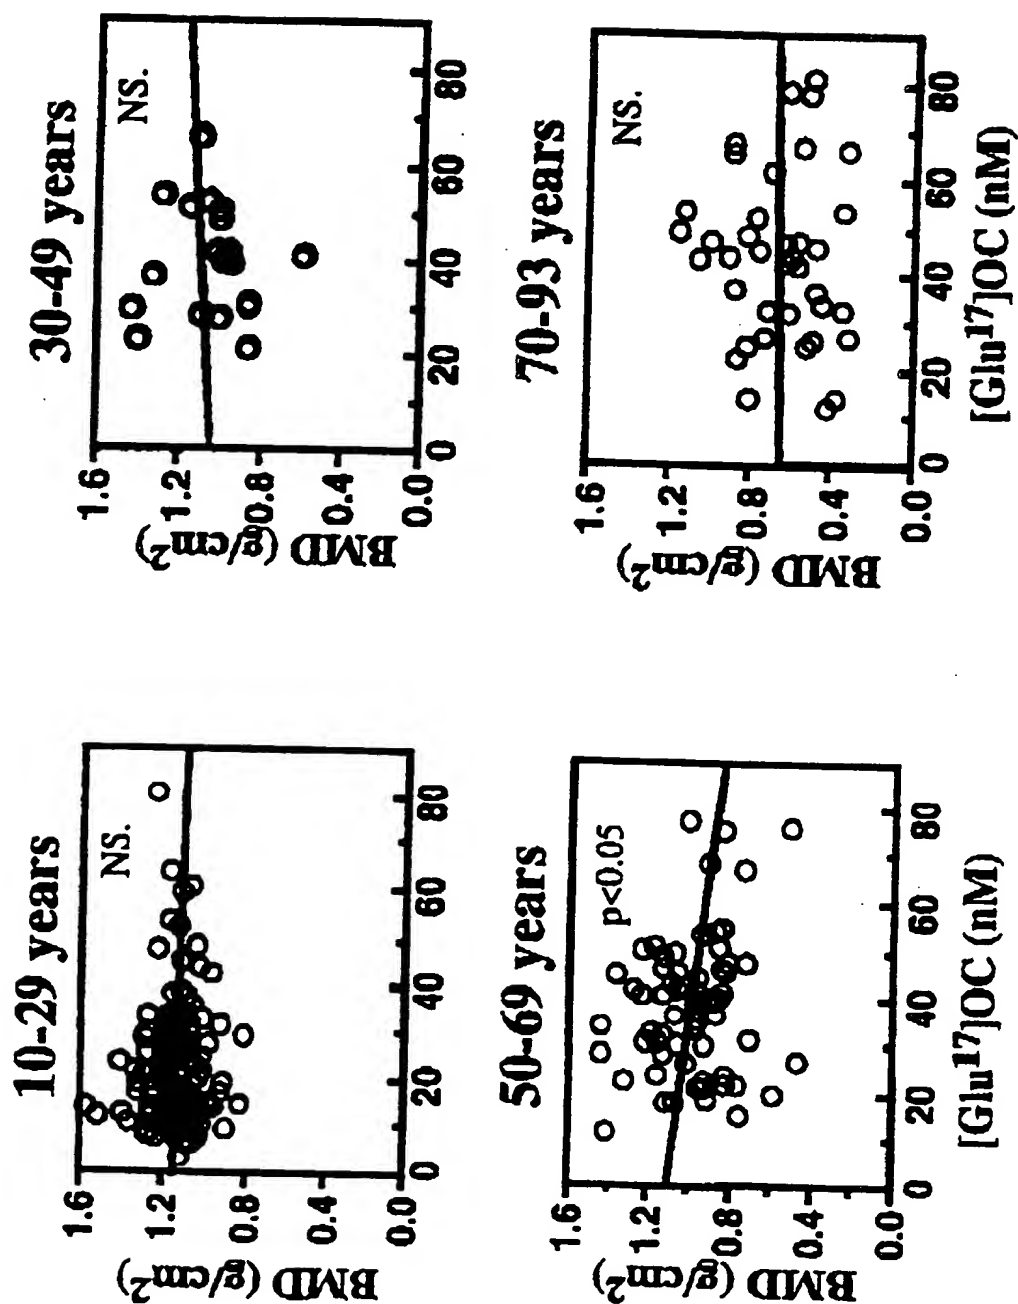 10-29 years
NS.
BMD (g/cm²)
1.6
1.2
0.8
0.4
0.0
0 20 40 60 80
30-49 years
NS.
BMD (g/cm²)
1.6
1.2
0.8
0.4
0.0
0 20 40 60 80
50-69 years
p<0.05
BMD (g/cm²)
1.6
1.2
0.8
0.4
0.0
0 20 40 60 80
[Glu¹⁷]OC (nM)
70-93 years
NS.
BMD (g/cm²)
1.6
1.2
0.8
0.4
0.0
0 20 40 60 80
[Glu¹⁷]OC (nM)